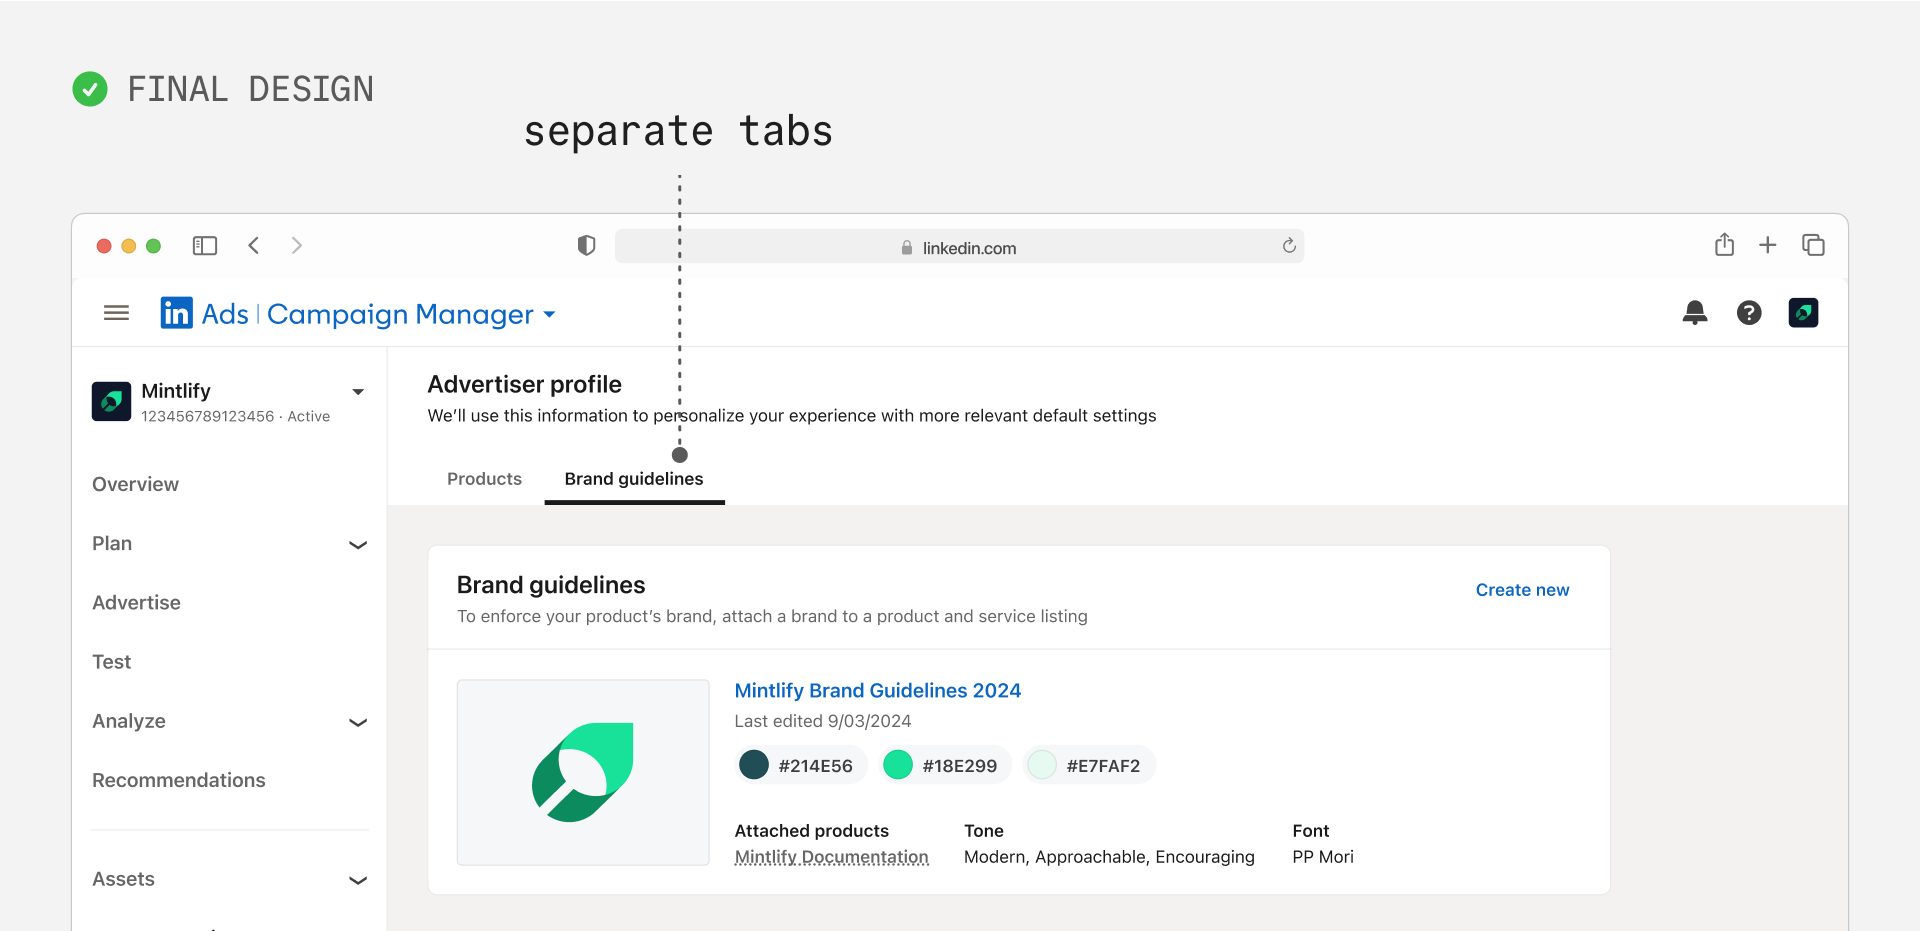 FINAL DESIGN
separate tabs
linkedin.com
in Ads | Campaign Manager
Mintlify
123456789123456 · Active
Overview
Plan
Advertise
Test
Analyze
Recommendations
Assets
Advertiser profile
We’ll use this information to personalize your experience with more relevant default settings
Products Brand guidelines
Brand guidelines
Create new
To enforce your product’s brand, attach a brand to a product and service listing
Mintlify Brand Guidelines 2024
Last edited 9/03/2024
#214E56 #18E299 #E7FAF2
Attached products Tone Font
Mintlify Documentation Modern, Approachable, Encouraging PP Mori